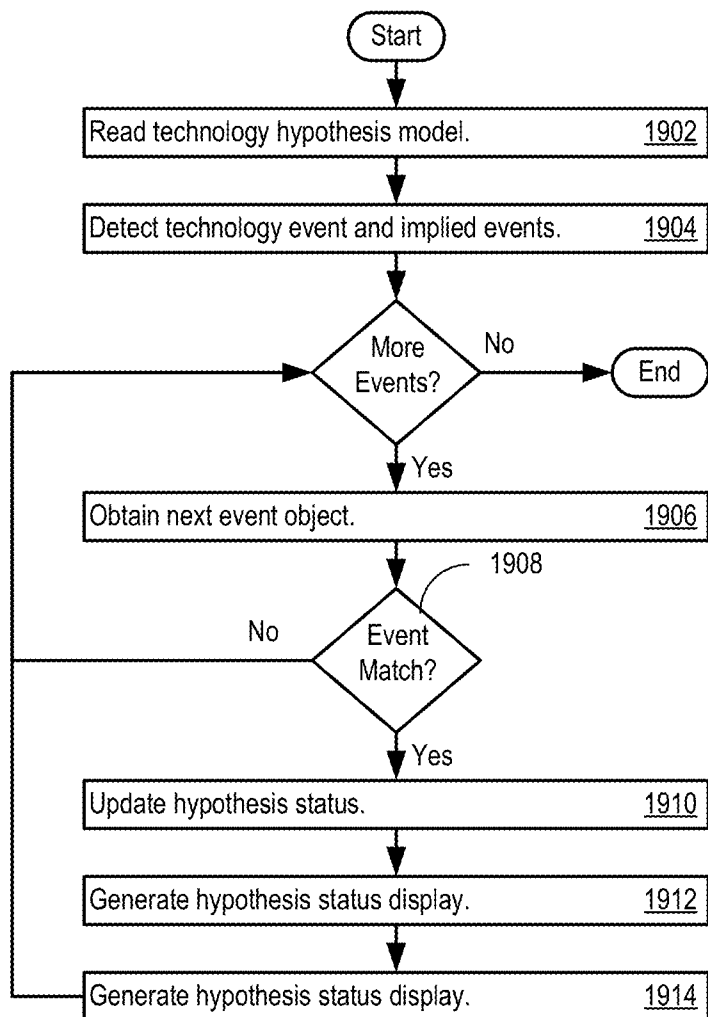 Start
Read technology hypothesis model. 1902
Detect technology event and implied events. 1904
More
Events?
No
End
Yes
Obtain next event object. 1906
1908
Event
Match?
No
Yes
Update hypothesis status. 1910
Generate hypothesis status display. 1912
Generate hypothesis status display. 1914